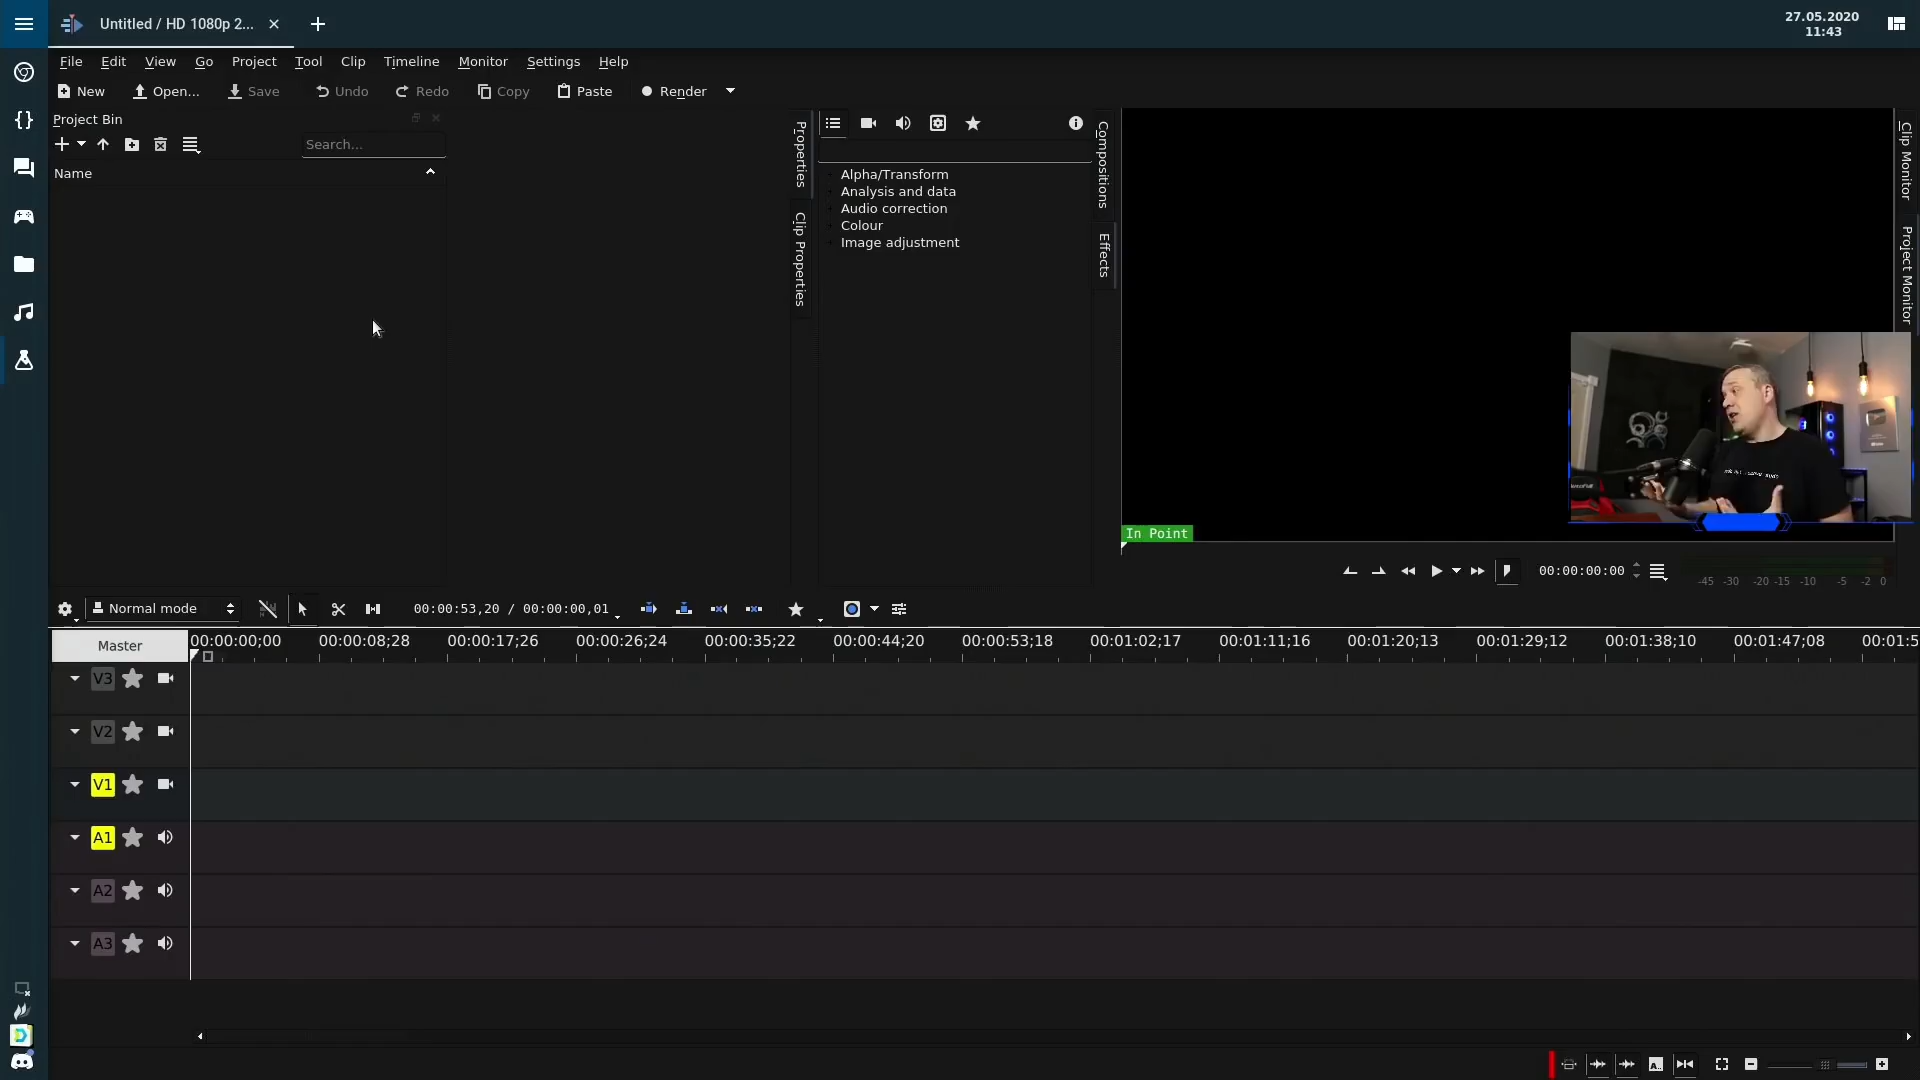 Untitled / HD 1080p 2...
27.05.2020
11:43
File Edit View Go Project Tool Clip Timeline Monitor Settings Help
New Open... Save Undo Redo Copy Paste Render
Project Bin
Search...
Name
Properties
Clip Properties
Alpha/Transform
Analysis and data
Audio correction
Colour
Image adjustment
Compositions
Effects
Clip Monitor
Project Monitor
In Point
00:00:00:00
-45 -30 -20 -15 -10 -5 -2 0
Normal mode
00:00:53,20 / 00:00:00,01
Master
00:00:00;00 00:00:08;28 00:00:17;26 00:00:26;24 00:00:35;22 00:00:44;20 00:00:53;18 00:01:02;17 00:01:11;16 00:01:20;13 00:01:29;12 00:01:38;10 00:01:47;08 00:01:5
V3
V2
V1
A1
A2
A3